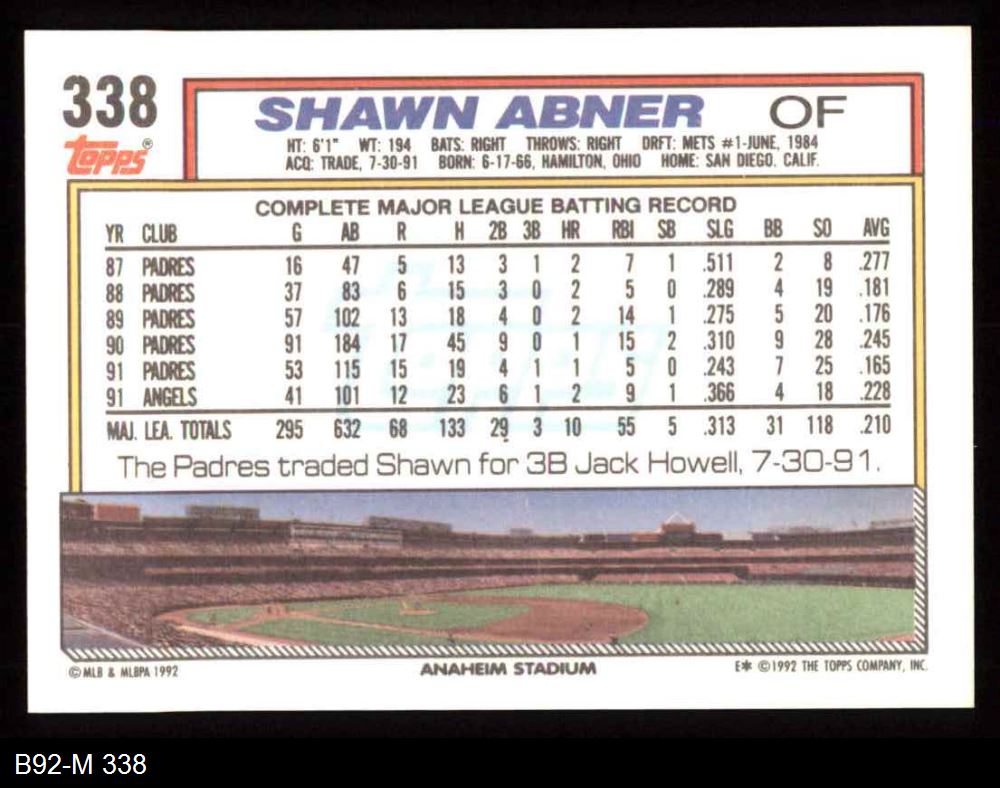 338
Topps®
SHAWN ABNER OF
HT: 6'1" WT: 194 BATS: RIGHT THROWS: RIGHT DRFT: METS #1-JUNE, 1984
ACQ: TRADE, 7-30-91 BORN: 6-17-66, HAMILTON, OHIO HOME: SAN DIEGO, CALIF.
COMPLETE MAJOR LEAGUE BATTING RECORD
YR CLUB G AB R H 2B 3B HR RBI SB SLG BB SO AVG
87 PADRES 16 47 5 13 3 1 2 7 1 .511 2 8 .277
88 PADRES 37 83 6 15 3 0 2 5 0 .289 4 19 .181
89 PADRES 57 102 13 18 4 0 2 14 1 .275 5 20 .176
90 PADRES 91 184 17 45 9 0 1 15 2 .310 9 28 .245
91 PADRES 53 115 15 19 4 1 1 5 0 .243 7 25 .165
91 ANGELS 41 101 12 23 6 1 2 9 1 .366 4 18 .228
MAJ. LEA. TOTALS 295 632 68 133 29 3 10 55 5 .313 31 118 .210
The Padres traded Shawn for 3B Jack Howell, 7-30-91.
© MLB & MLBPA 1992 ANAHEIM STADIUM E* ©1992 THE TOPPS COMPANY, INC.
B92-M 338